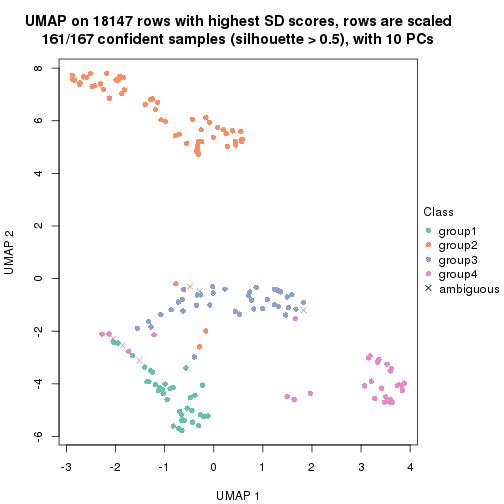 UMAP on 18147 rows with highest SD scores, rows are scaled
161/167 confident samples (silhouette > 0.5), with 10 PCs
8
6
4
2
0
-2
-4
-6
UMAP 2
-3
-2
-1
0
1
2
3
4
UMAP 1
Class
group1
group2
group3
group4
ambiguous